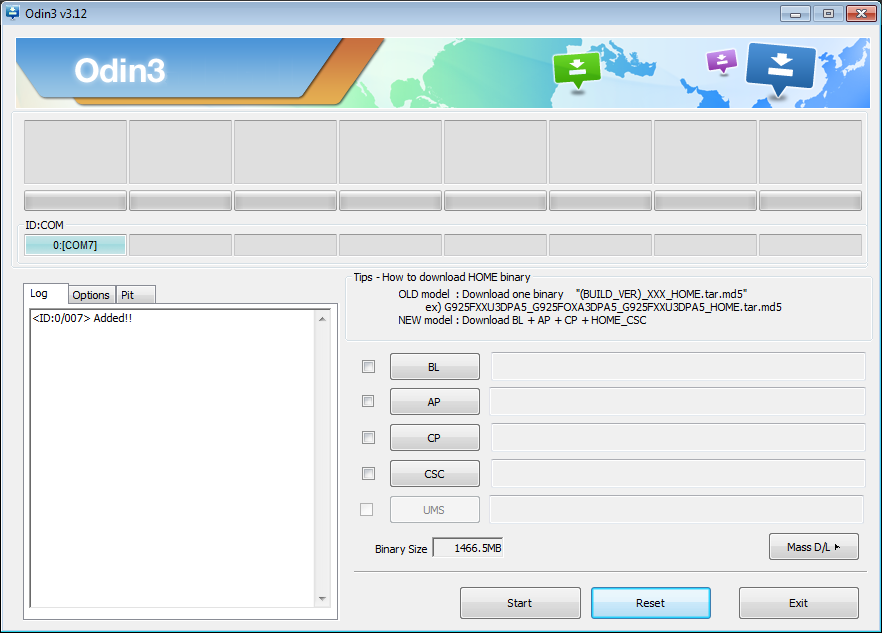 Odin3 v3.12
Odin3
ID:COM
0:[COM7]
Log
Options
Pit
<ID:0/007> Added!!
Tips - How to download HOME binary
OLD model : Download one binary "(BUILD_VER)_XXX_HOME.tar.md5"
ex) G925FXXU3DPA5_G925FOXA3DPA5_G925FXXU3DPA5_HOME.tar.md5
NEW model : Download BL + AP + CP + HOME_CSC
BL
AP
CP
CSC
UMS
Binary Size 1466.5MB
Mass D/L
Start
Reset
Exit